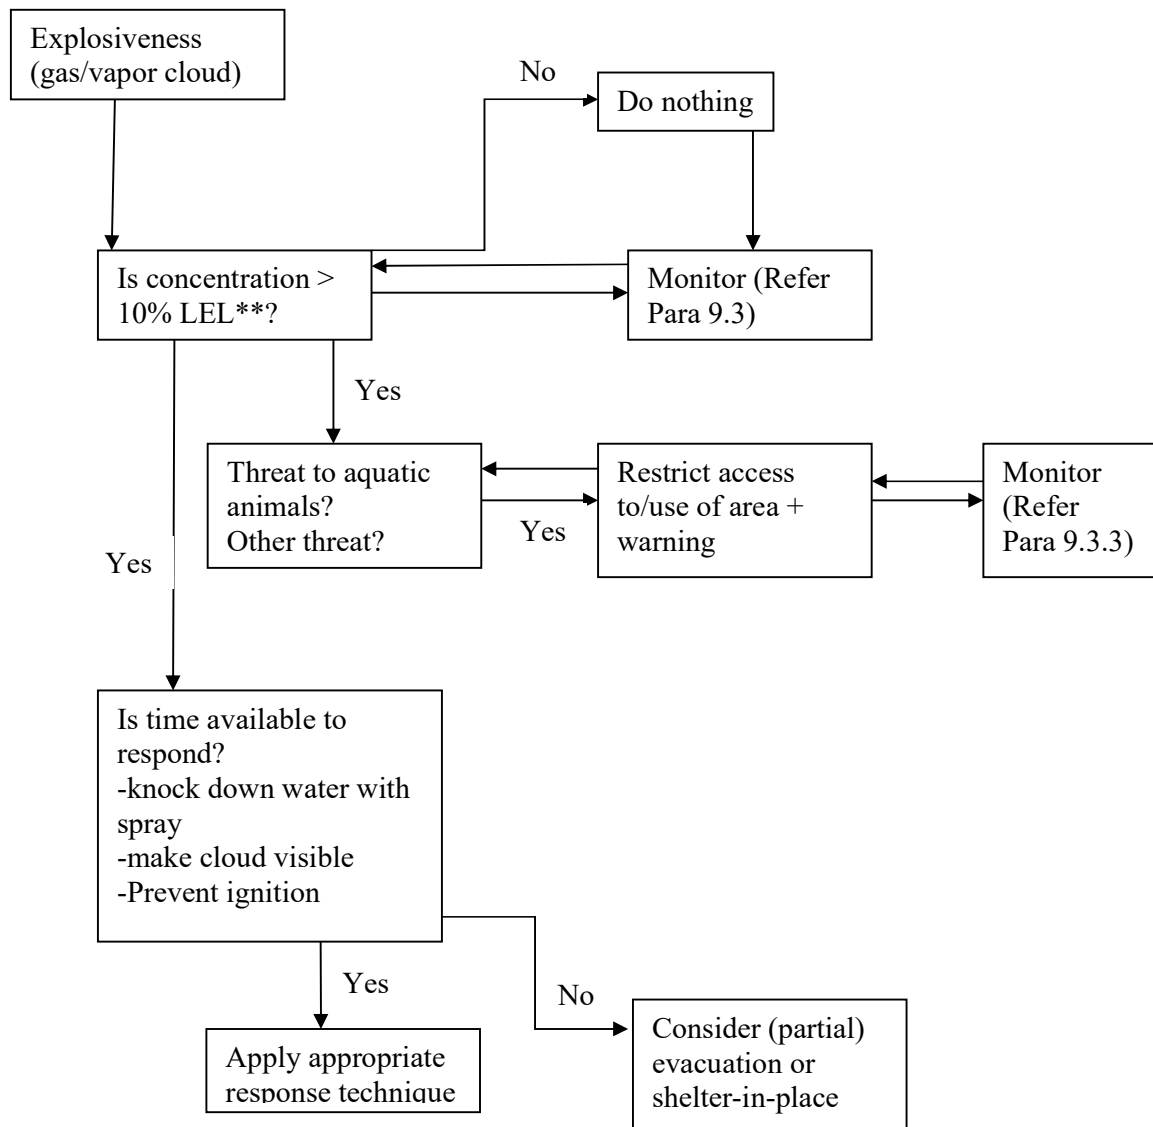 Explosiveness
(gas/vapor cloud)
No
Do nothing
Is concentration >
10% LEL**?
Monitor (Refer
Para 9.3)
Yes
Threat to aquatic
animals?
Other threat?
Yes
Restrict access
to/use of area +
warning
Monitor
(Refer
Para 9.3.3)
Yes
Is time available to
respond?
-knock down water with
spray
-make cloud visible
-Prevent ignition
Yes
No
Apply appropriate
response technique
Consider (partial)
evacuation or
shelter-in-place